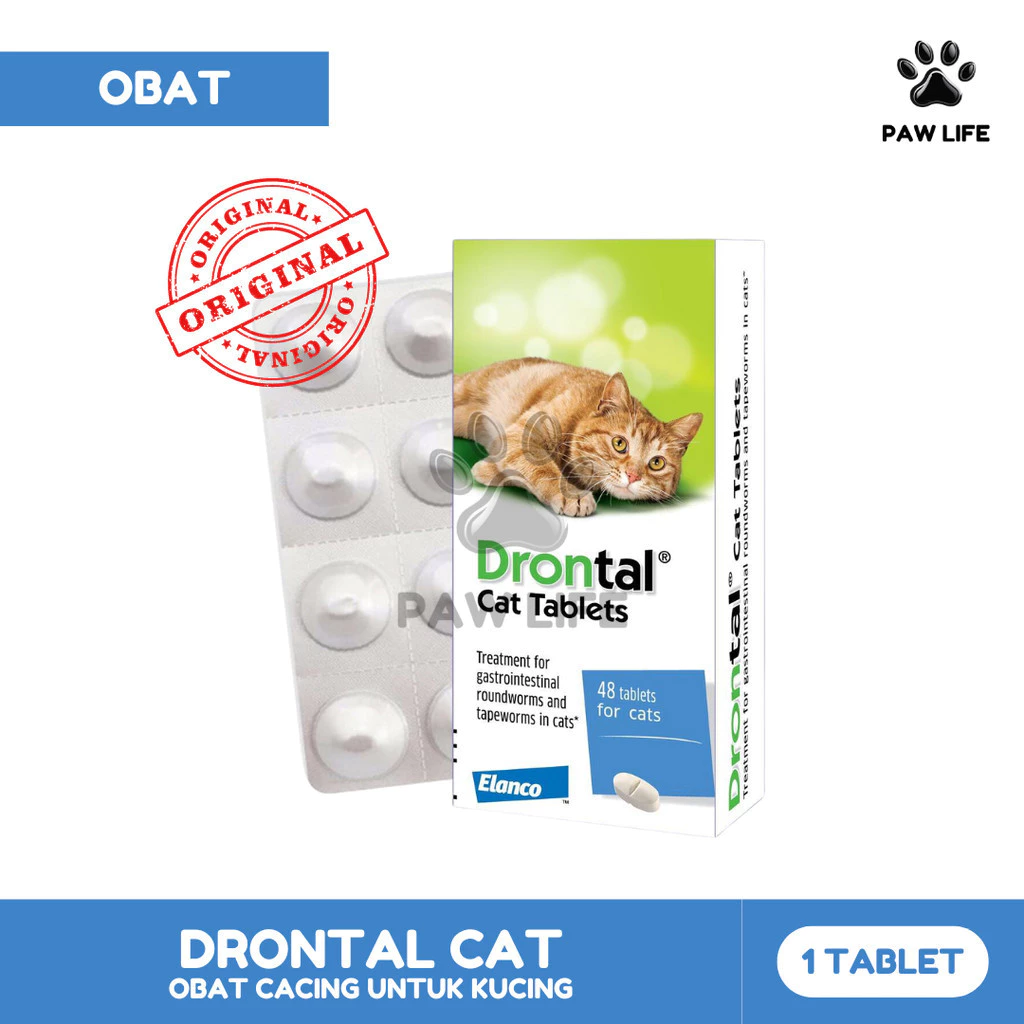 OBAT
PAW LIFE
ORIGINAL
ORIGINAL
ORIGINAL
Drontal®
Cat Tablets
PAW LIFE
Treatment for
gastrointestinal
roundworms and
tapeworms in cats*
48 tablets
for cats
Elanco™
Drontal® Cat Tablets
Treatment for gastrointestinal roundworms and tapeworms in cats*
DRONTAL CAT
OBAT CACING UNTUK KUCING
1 TABLET